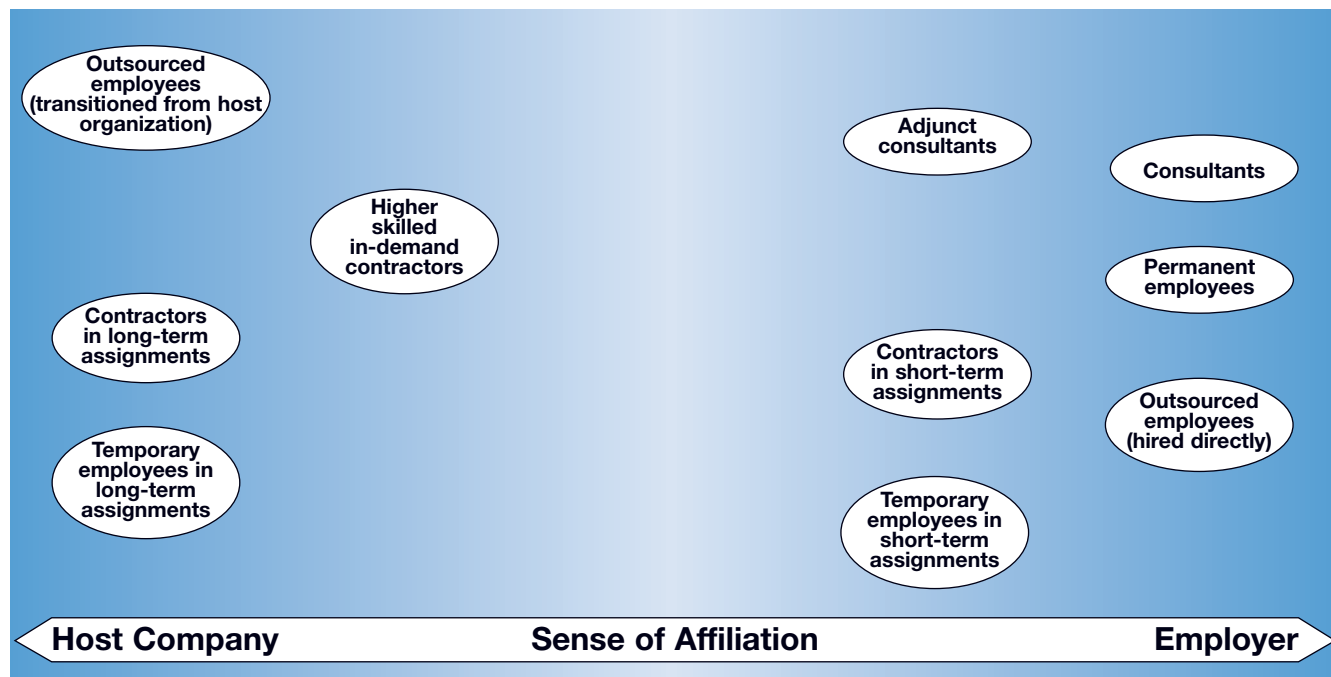 Outsourced
employees
(transitioned from host
organization)
Adjunct
consultants
Consultants
Higher
skilled
in-demand
contractors
Permanent
employees
Contractors
in long-term
assignments
Contractors
in short-term
assignments
Outsourced
employees
(hired directly)
Temporary
employees in
long-term
assignments
Temporary
employees in
short-term
assignments
Host Company Sense of Affiliation Employer